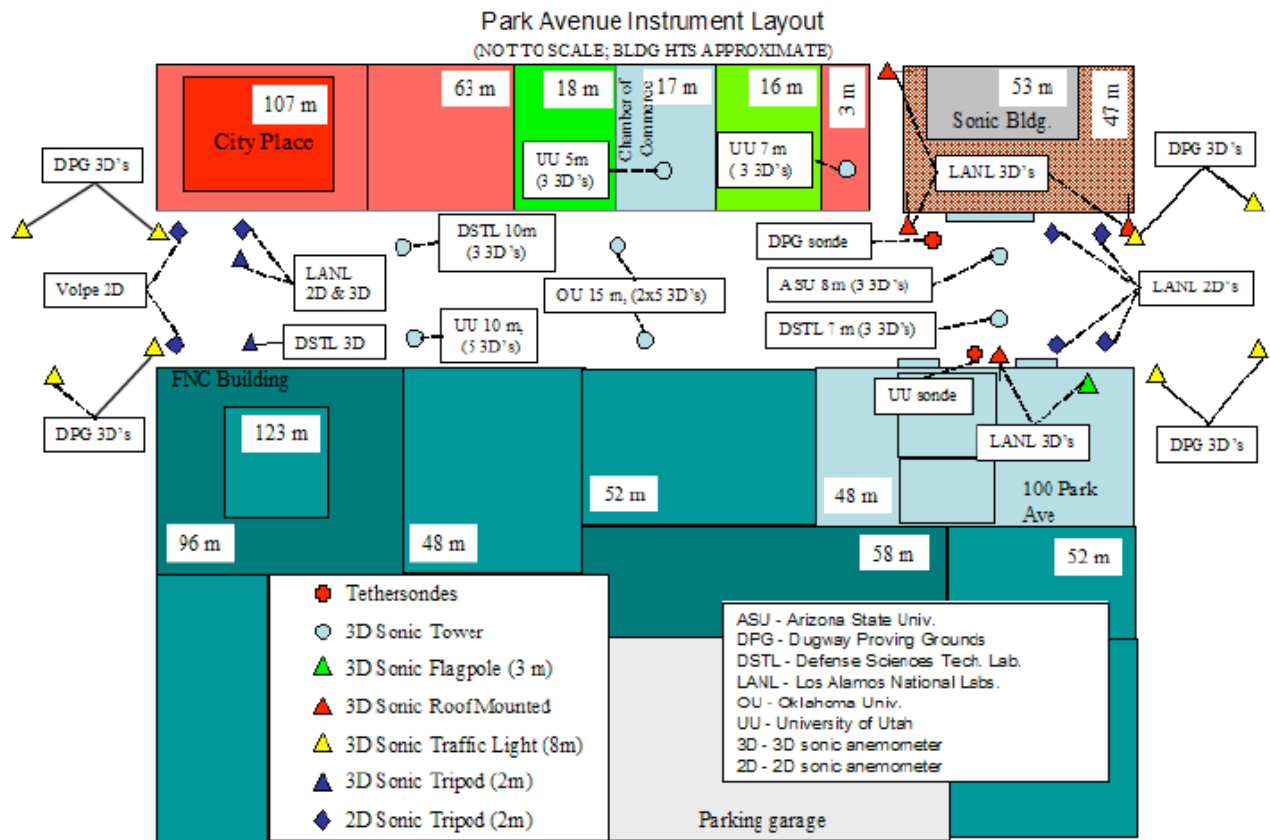 Park Avenue Instrument Layout
(NOT TO SCALE; BLDG HTS APPROXIMATE)
107 m
City Place
63 m
18 m
Chamber of
Commerce
17 m
16 m
3 m
53 m
Sonic Bldg.
47 m
UU 5m
(3 3D's)
UU 7 m
( 3 3D's)
DPG 3D's
LANL 3D's
DPG 3D's
DSTL 10m
(3 3D's)
DPG sonde
Volpe 2D
LANL
2D & 3D
OU 15 m, (2x5 3D's)
ASU 8 m (3 3D's)
LANL 2D's
DSTL 3D
UU 10 m,
(5 3D's)
DSTL 7 m (3 3D's)
DPG 3D's
FNC Building
123 m
96 m
48 m
52 m
UU sonde
LANL 3D's
DPG 3D's
48 m
100 Park
Ave
58 m
52 m
Tethersondes
3D Sonic Tower
3D Sonic Flagpole (3 m)
3D Sonic Roof Mounted
3D Sonic Traffic Light (8m)
3D Sonic Tripod (2m)
2D Sonic Tripod (2m)
ASU - Arizona State Univ.
DPG - Dugway Proving Grounds
DSTL - Defense Sciences Tech. Lab.
LANL - Los Alamos National Labs.
OU - Oklahoma Univ.
UU - University of Utah
3D - 3D sonic anemometer
2D - 2D sonic anemometer
Parking garage